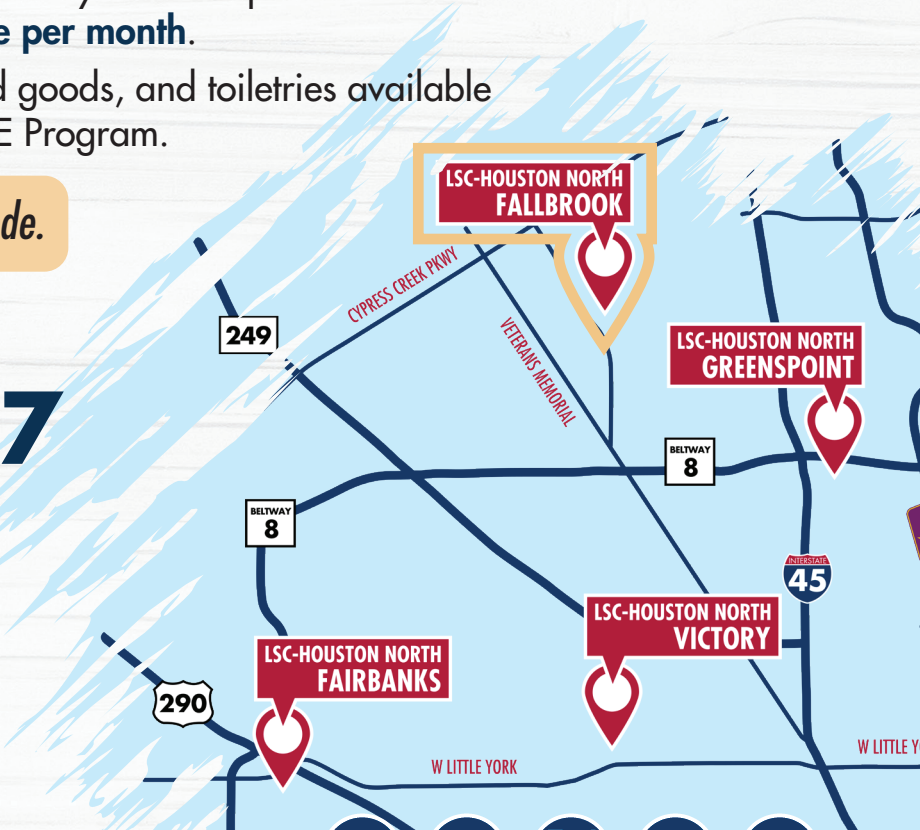 e per month.
d goods, and toiletries available
E Program.
de.
7
LSC-HOUSTON NORTH
FALLBROOK
CYPRESS CREEK PKWY
249
VETERANS MEMORIAL
LSC-HOUSTON NORTH
GREENSPOINT
BELTWAY
8
BELTWAY
8
INTERSTATE
45
LSC-HOUSTON NORTH
VICTORY
LSC-HOUSTON NORTH
FAIRBANKS
290
W LITTLE YORK
W LITTLE Y